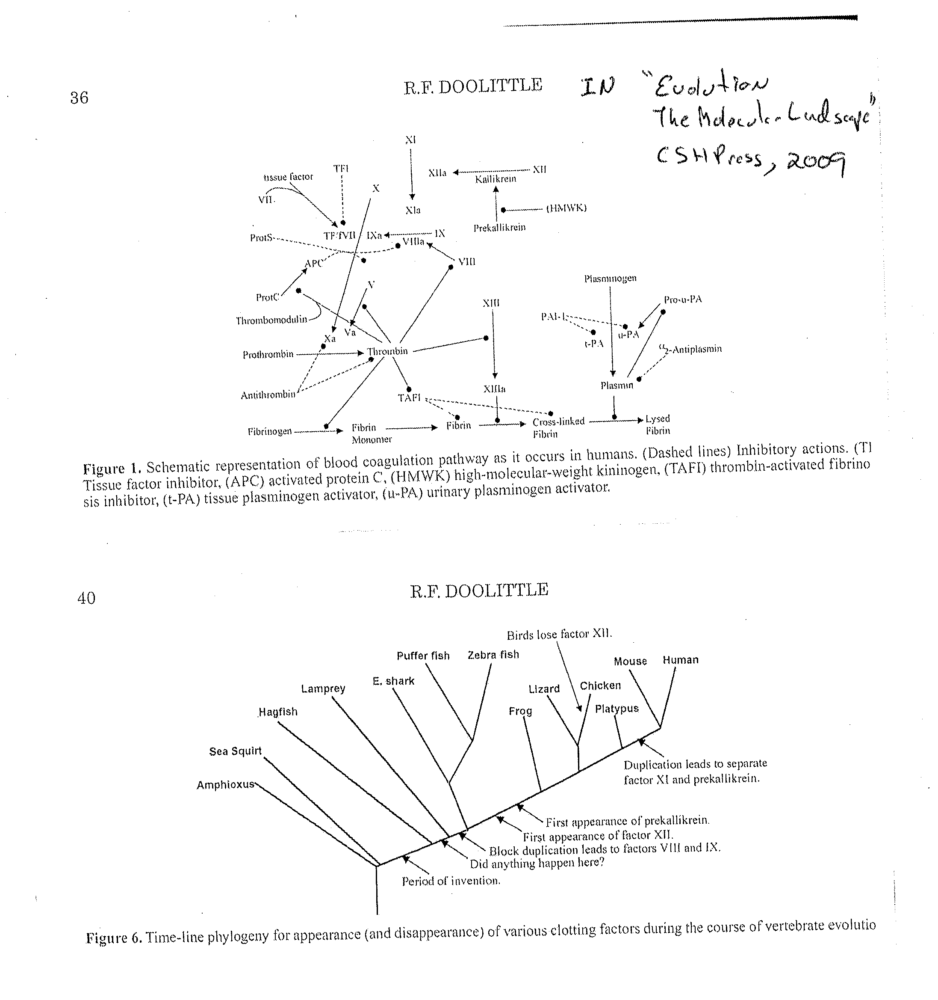 36
R.F. DOOLITTLE
IN "Evolution
The Molecular Landscape"
CSH Press, 2009
XI
TFI
tissue factor
XIIa
XII
Kallikrein
X
VII
XIa
(HMWK)
Prekallikrein
ProtS
TF/fVII
IXa
IX
VIIIa
APC
VIII
V
Plasminogen
ProtC
XIII
Pro-u-PA
Thrombomodulin
PAI-1
Va
Xa
u-PA
t-PA
α2-Antiplasmin
Prothrombin
Thrombin
Antithrombin
TAFI
XIIIa
Plasmin
Fibrinogen
Fibrin
Monomer
Fibrin
Cross-linked
Fibrin
Lysed
Fibrin
Figure 1. Schematic representation of blood coagulation pathway as it occurs in humans. (Dashed lines) Inhibitory actions. (TI
Tissue factor inhibitor, (APC) activated protein C, (HMWK) high-molecular-weight kininogen, (TAFI) thrombin-activated fibrino
sis inhibitor, (t-PA) tissue plasminogen activator, (u-PA) urinary plasminogen activator.
40
R.F. DOOLITTLE
Birds lose factor XII.
Puffer fish
Zebra fish
Mouse
Human
E. shark
Lamprey
Lizard
Chicken
Hagfish
Frog
Platypus
Sea Squirt
Amphioxus
Duplication leads to separate
factor XI and prekallikrein.
First appearance of prekallikrein.
First appearance of factor XII.
Block duplication leads to factors VIII and IX.
Did anything happen here?
Period of invention.
Figure 6. Time-line phylogeny for appearance (and disappearance) of various clotting factors during the course of vertebrate evolutio